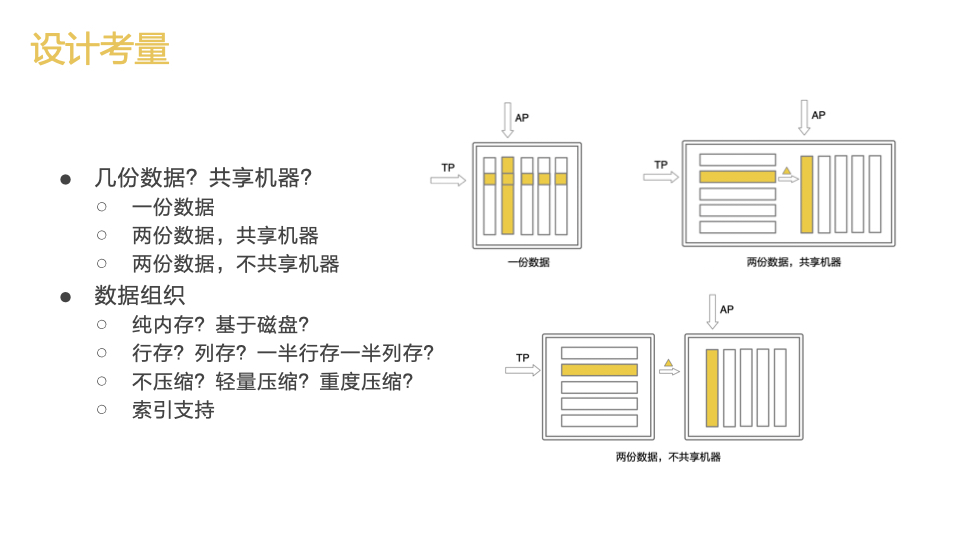 设计考量
几份数据？共享机器？
一份数据
两份数据，共享机器
两份数据，不共享机器
数据组织
纯内存？基于磁盘？
行存？列存？一半行存一半列存？
不压缩？轻量压缩？重度压缩？
索引支持
AP
TP
一份数据
AP
TP
两份数据，共享机器
AP
TP
两份数据，不共享机器